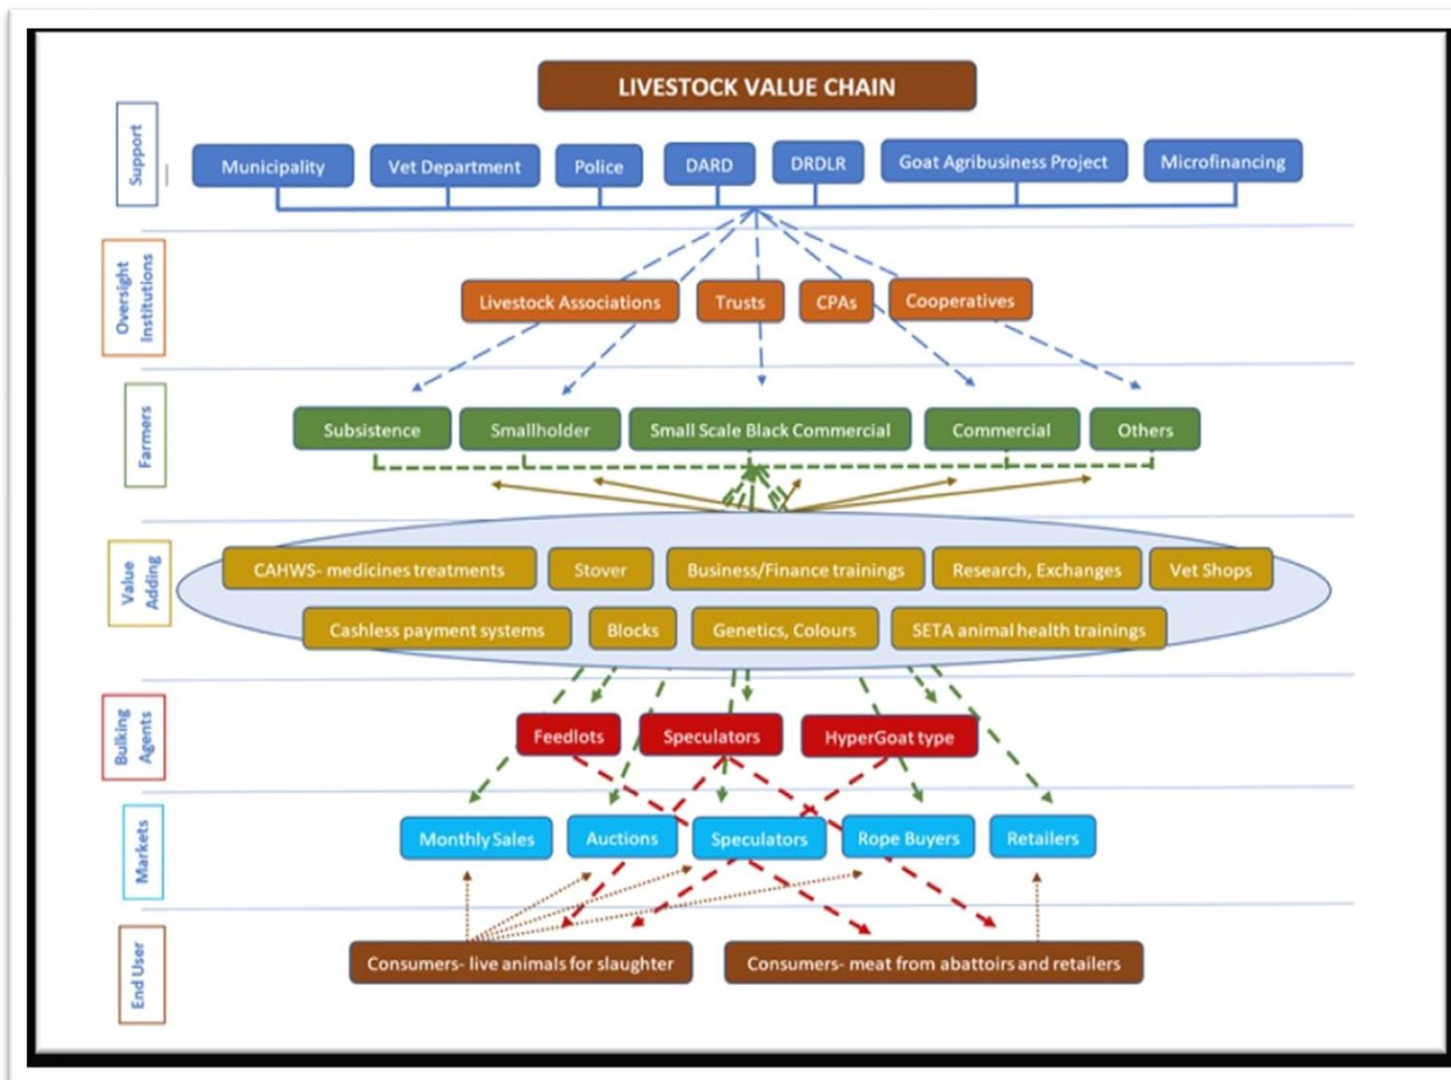 LIVESTOCK VALUE CHAIN
Support
Municipality
Vet Department
Police
DARD
DRDLR
Goat Agribusiness Project
Microfinancing
Oversight
Institutions
Livestock Associations
Trusts
CPAs
Cooperatives
Farmers
Subsistence
Smallholder
Small Scale Black Commercial
Commercial
Others
Value
Adding
CAHWS- medicines treatments
Stover
Business/Finance trainings
Research, Exchanges
Vet Shops
Cashless payment systems
Blocks
Genetics, Colours
SETA animal health trainings
Bulking
Agents
Feedlots
Speculators
HyperGoat type
Markets
Monthly Sales
Auctions
Speculators
Rope Buyers
Retailers
End User
Consumers- live animals for slaughter
Consumers- meat from abattoirs and retailers